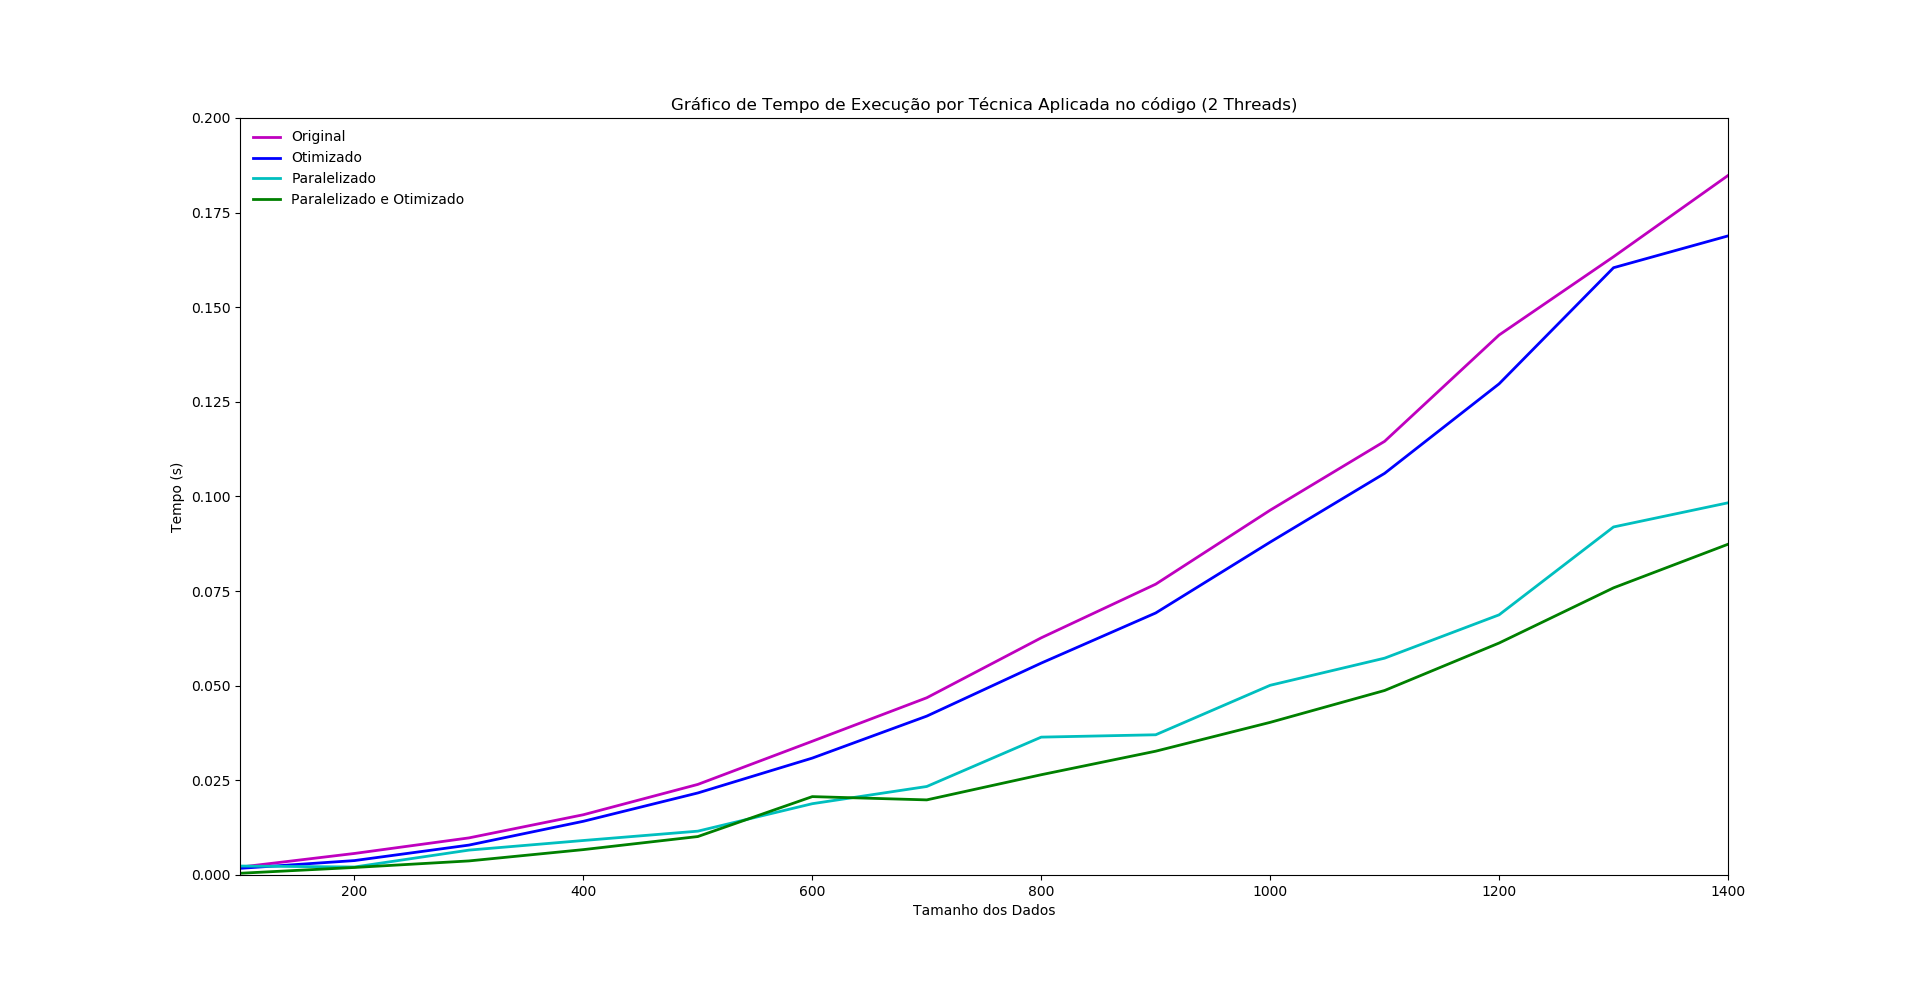 Gráfico de Tempo de Execução por Técnica Aplicada no código (2 Threads)
0.200
0.175
0.150
0.125
0.100
0.075
0.050
0.025
0.000
Tempo (s)
Original
Otimizado
Paralelizado
Paralelizado e Otimizado
200 400 600 800 1000 1200 1400
Tamanho dos Dados